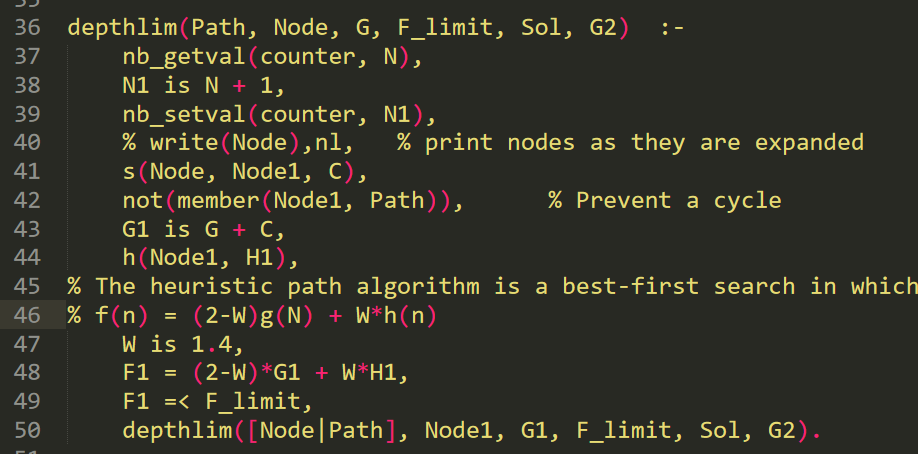 36 depthlim(Path, Node, G, F_limit, Sol, G2)  :-
37     nb_getval(counter, N),
38     N1 is N + 1,
39     nb_setval(counter, N1),
40     % write(Node),nl,   % print nodes as they are expanded
41     s(Node, Node1, C),
42     not(member(Node1, Path)),      % Prevent a cycle
43     G1 is G + C,
44     h(Node1, H1),
45 % The heuristic path algorithm is a best-first search in which
46 % f(n) = (2-W)g(N) + W*h(n)
47     W is 1.4,
48     F1 = (2-W)*G1 + W*H1,
49     F1 =< F_limit,
50     depthlim([Node|Path], Node1, G1, F_limit, Sol, G2).